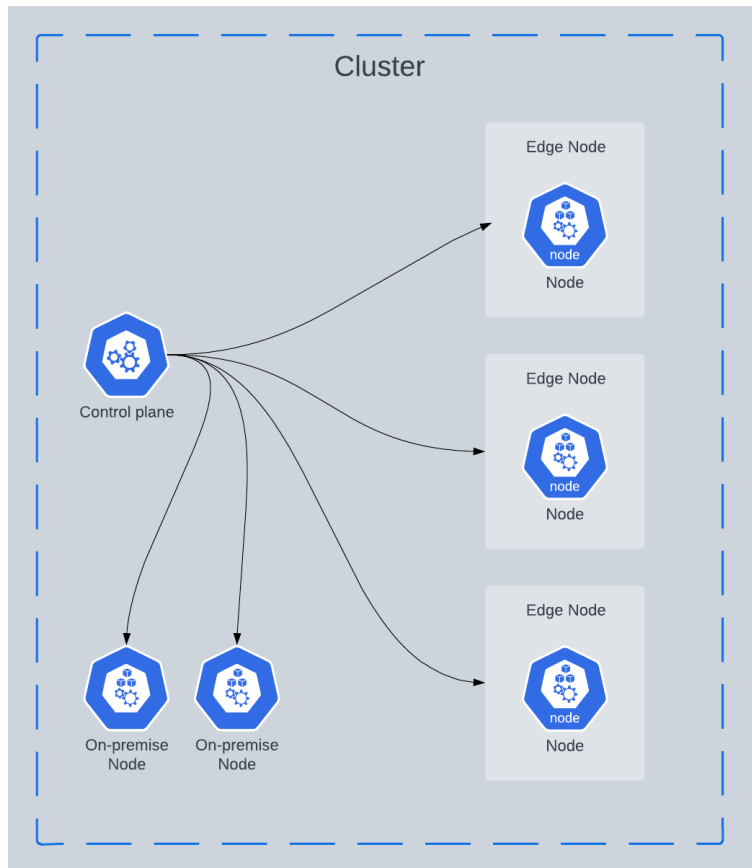 Cluster
Edge Node
node
Node
Control plane
Edge Node
node
Node
Edge Node
node
Node
On-premise
Node
On-premise
Node